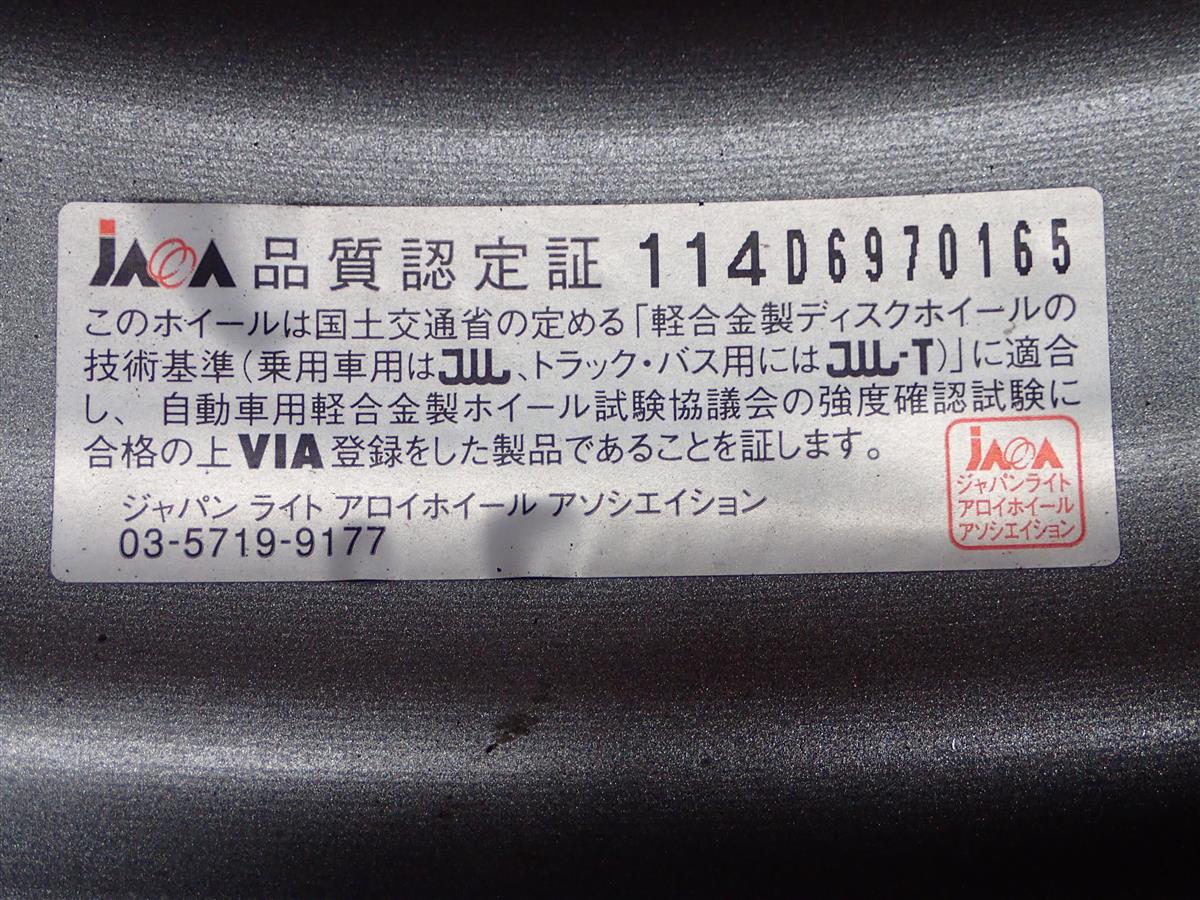 JAWA 品質認定証 114D6970165
このホイールは国土交通省の定める「軽合金製ディスクホイールの
技術基準(乗用車用はJWL、トラック・バス用にはJWL-T)」に適合
し、自動車用軽合金製ホイール試験協議会の強度確認試験に
合格の上VIA登録をした製品であることを証します。
ジャパン ライト アロイホイール アソシエイション
03-5719-9177
JAWA
ジャパンライト
アロイホイール
アソシエイション